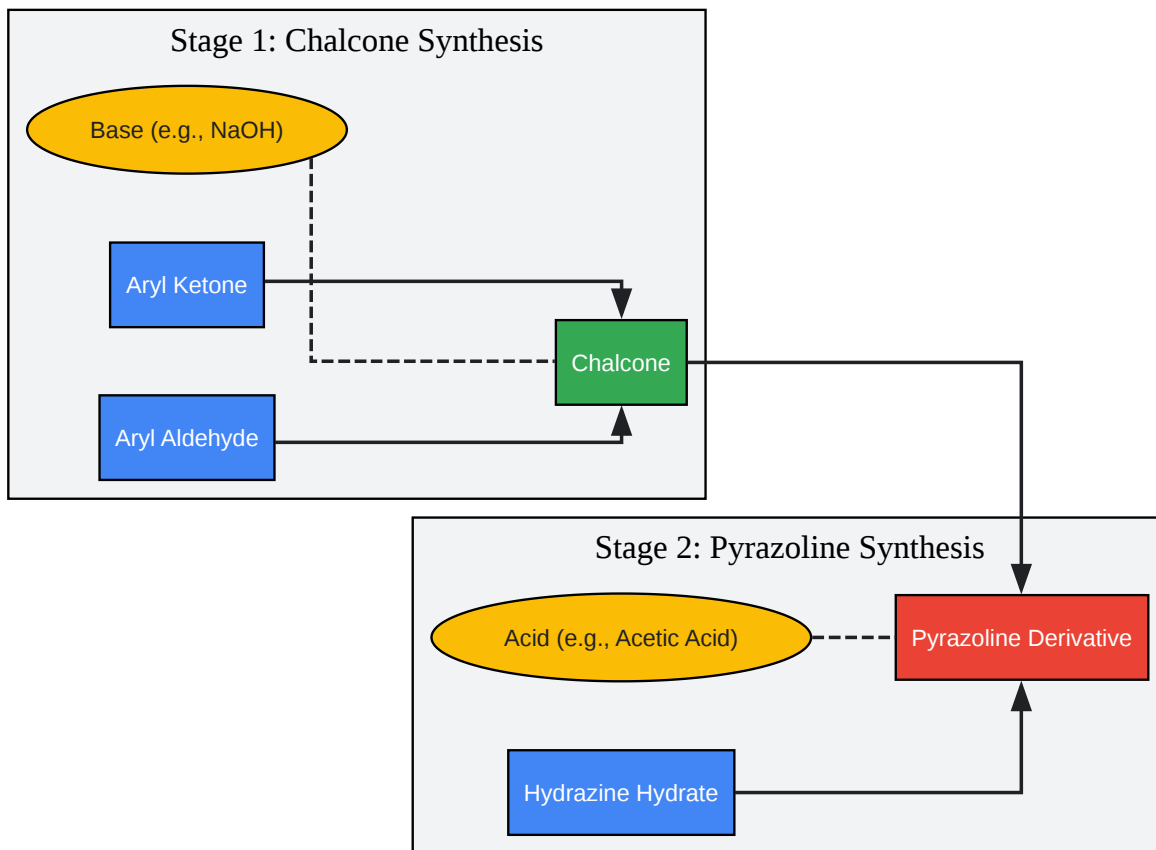 Stage 1: Chalcone Synthesis
Base (e.g., NaOH)
Aryl Ketone
Chalcone
Aryl Aldehyde
Stage 2: Pyrazoline Synthesis
Acid (e.g., Acetic Acid)
Pyrazoline Derivative
Hydrazine Hydrate